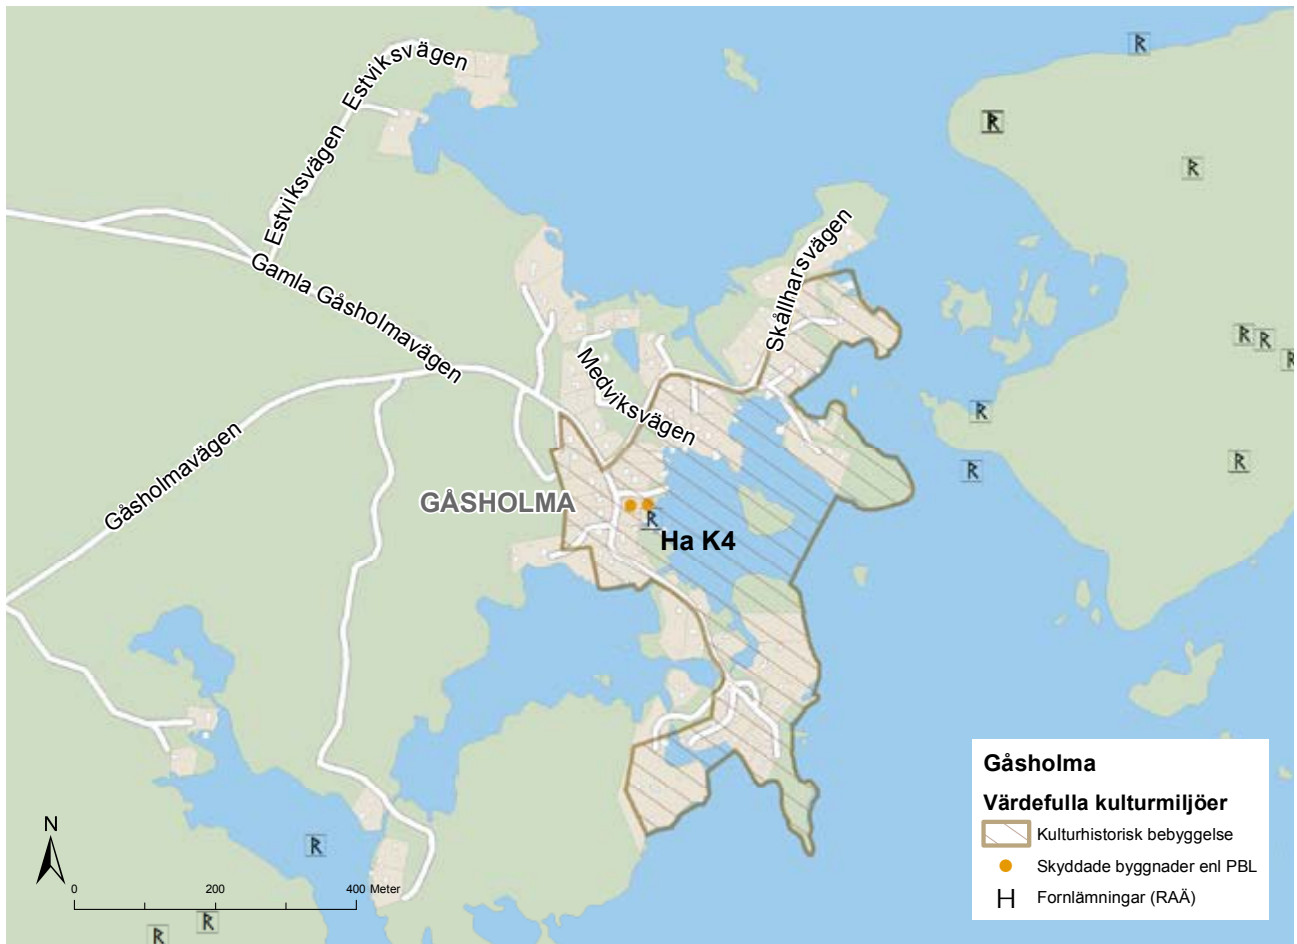 Estviksvägen
Estviksvägen
Gamla Gåsholmavägen
Skållharsvägen
Medviksvägen
Gåsholmavägen
GÅSHOLMA
Ha K4
N
0 200 400 Meter
Gåsholma
Värdefulla kulturmiljöer
Kulturhistorisk bebyggelse
Skyddade byggnader enl PBL
Fornlämningar (RAÄ)